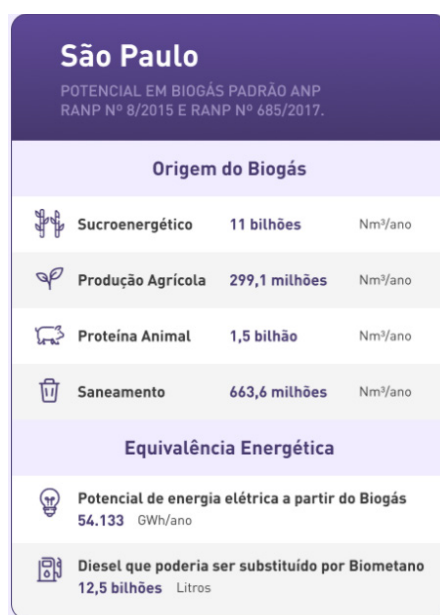 São Paulo
POTENCIAL EM BIOGÁS PADRÃO ANP
RANP Nº 8/2015 E RANP Nº 685/2017.
Origem do Biogás
Sucroenergético 11 bilhões Nm³/ano
Produção Agrícola 299,1 milhões Nm³/ano
Proteína Animal 1,5 bilhão Nm³/ano
Saneamento 663,6 milhões Nm³/ano
Equivalência Energética
Potencial de energia elétrica a partir do Biogás
54.133 GWh/ano
Diesel que poderia ser substituído por Biometano
12,5 bilhões Litros